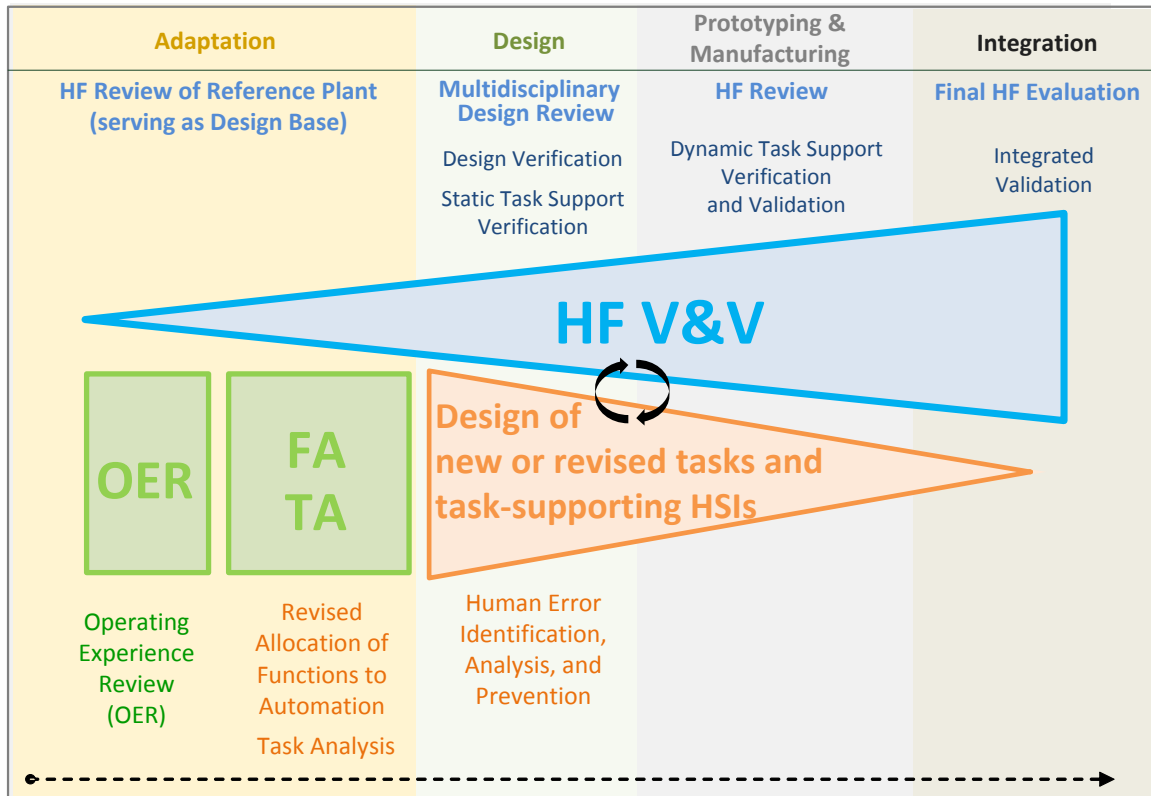 Adaptation
HF Review of Reference Plant
(serving as Design Base)
Design
Multidisciplinary
Design Review
Design Verification
Static Task Support
Verification
Prototyping &
Manufacturing
HF Review
Dynamic Task Support
Verification
and Validation
Integration
Final HF Evaluation
Integrated
Validation
HF V&V
OER
FA
TA
Design of
new or revised tasks and
task-supporting HSIs
Operating
Experience
Review
(OER)
Revised
Allocation of
Functions to
Automation
Task Analysis
Human Error
Identification,
Analysis, and
Prevention